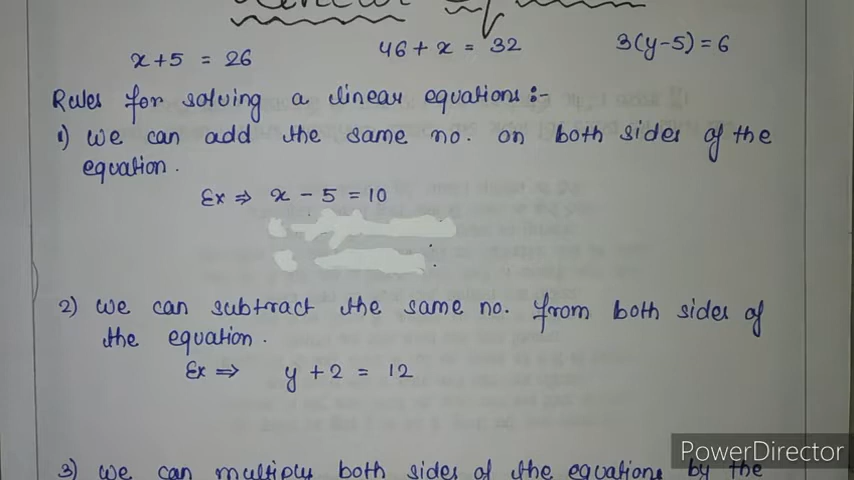 x+5 = 26 46+x = 32 3(y-5)=6
Rules for solving a linear equations:-
1) we can add the same no. on both sides of the
equation.
Ex ⇒ x - 5 = 10
2) we can subtract the same no. from both sides of
the equation.
Ex ⇒ y + 2 = 12
3) we can multiply both sides of the equations by the
PowerDirector